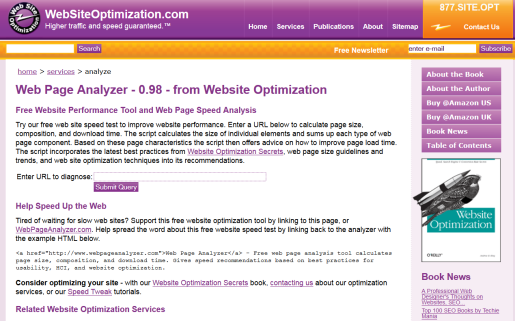 WebSiteOptimization.com
Higher traffic and speed guaranteed.™
877.SITE.OPT
Home Services Publications About Sitemap Contact Us
Search Free Newsletter enter e-mail Subscribe
home > services > analyze
Web Page Analyzer - 0.98 - from Website Optimization
Free Website Performance Tool and Web Page Speed Analysis
Try our free web site speed test to improve website performance. Enter a URL below to calculate page size,
composition, and download time. The script calculates the size of individual elements and sums up each type of web
page component. Based on these page characteristics the script then offers advice on how to improve page load time.
The script incorporates the latest best practices from Website Optimization Secrets, web page size guidelines and
trends, and web site optimization techniques into its recommendations.
Enter URL to diagnose:
Submit Query
Help Speed Up the Web
Tired of waiting for slow web sites? Support this free website optimization tool by linking to this page, or
WebPageAnalyzer.com. Help spread the word about this free website speed test by linking back to the analyzer with
the example HTML below.
<a href="http://www.webpageanalyzer.com">Web Page Analyzer</a> - Free web page analysis tool calculates
page size, composition, and download time. Gives speed recommendations based on best practices for
usability, HCI, and website optimization.
Consider optimizing your site - with our Website Optimization Secrets book, contacting us about our optimization
services, or our Speed Tweak tutorials.
Related Website Optimization Services
About the Book
About the Author
Buy @Amazon US
Buy @Amazon UK
Book News
Table of Contents
Website
Optimization
O'REILLY
Book News
A Professional Web
Designer's Thoughts on
Websites, SEO...
Top 100 SEO Books by Techie
Mania